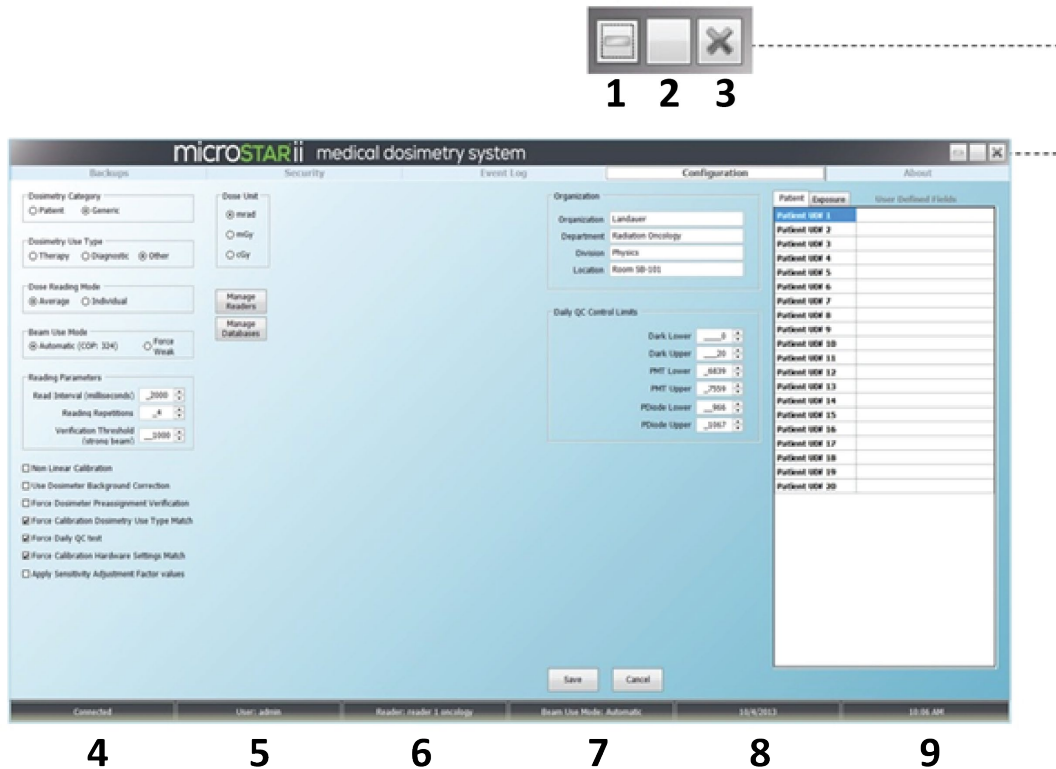 1 2 3
microSTARii medical dosimetry system
Backups Security Event Log Configuration About
Dosimetry Category
Patient Generic
Dosimetry Use Type
Therapy Diagnostic Other
Dose Reading Mode
Average Individual
Beam Use Mode
Automatic (COP: 324) Force Weak
Reading Parameters
Read Interval (milliseconds) _2000
Reading Repetitions _4
Verification Threshold (strong beam) __1000
Non Linear Calibration
Use Dosimeter Background Correction
Force Dosimeter Preassignment Verification
Force Calibration Dosimetry Use Type Match
Force Daily QC test
Force Calibration Hardware Settings Match
Apply Sensitivity Adjustment Factor values
Dose Unit
mrad
mGy
cGy
Manage Readers
Manage Databases
Organization
Organization Landauer
Department Radiation Oncology
Division Physics
Location Room SB-101
Daily QC Control Limits
Dark Lower ____0
Dark Upper ___20
PMT Lower _6839
PMT Upper _7559
PDiode Lower __966
PDiode Upper _1067
Save Cancel
Patient Exposure User Defined Fields
Patient UDF 1
Patient UDF 2
Patient UDF 3
Patient UDF 4
Patient UDF 5
Patient UDF 6
Patient UDF 7
Patient UDF 8
Patient UDF 9
Patient UDF 10
Patient UDF 11
Patient UDF 12
Patient UDF 13
Patient UDF 14
Patient UDF 15
Patient UDF 16
Patient UDF 17
Patient UDF 18
Patient UDF 19
Patient UDF 20
Connected User: admin Reader: reader 1 oncology Beam Use Mode: Automatic 10/4/2013 10:06 AM
4 5 6 7 8 9